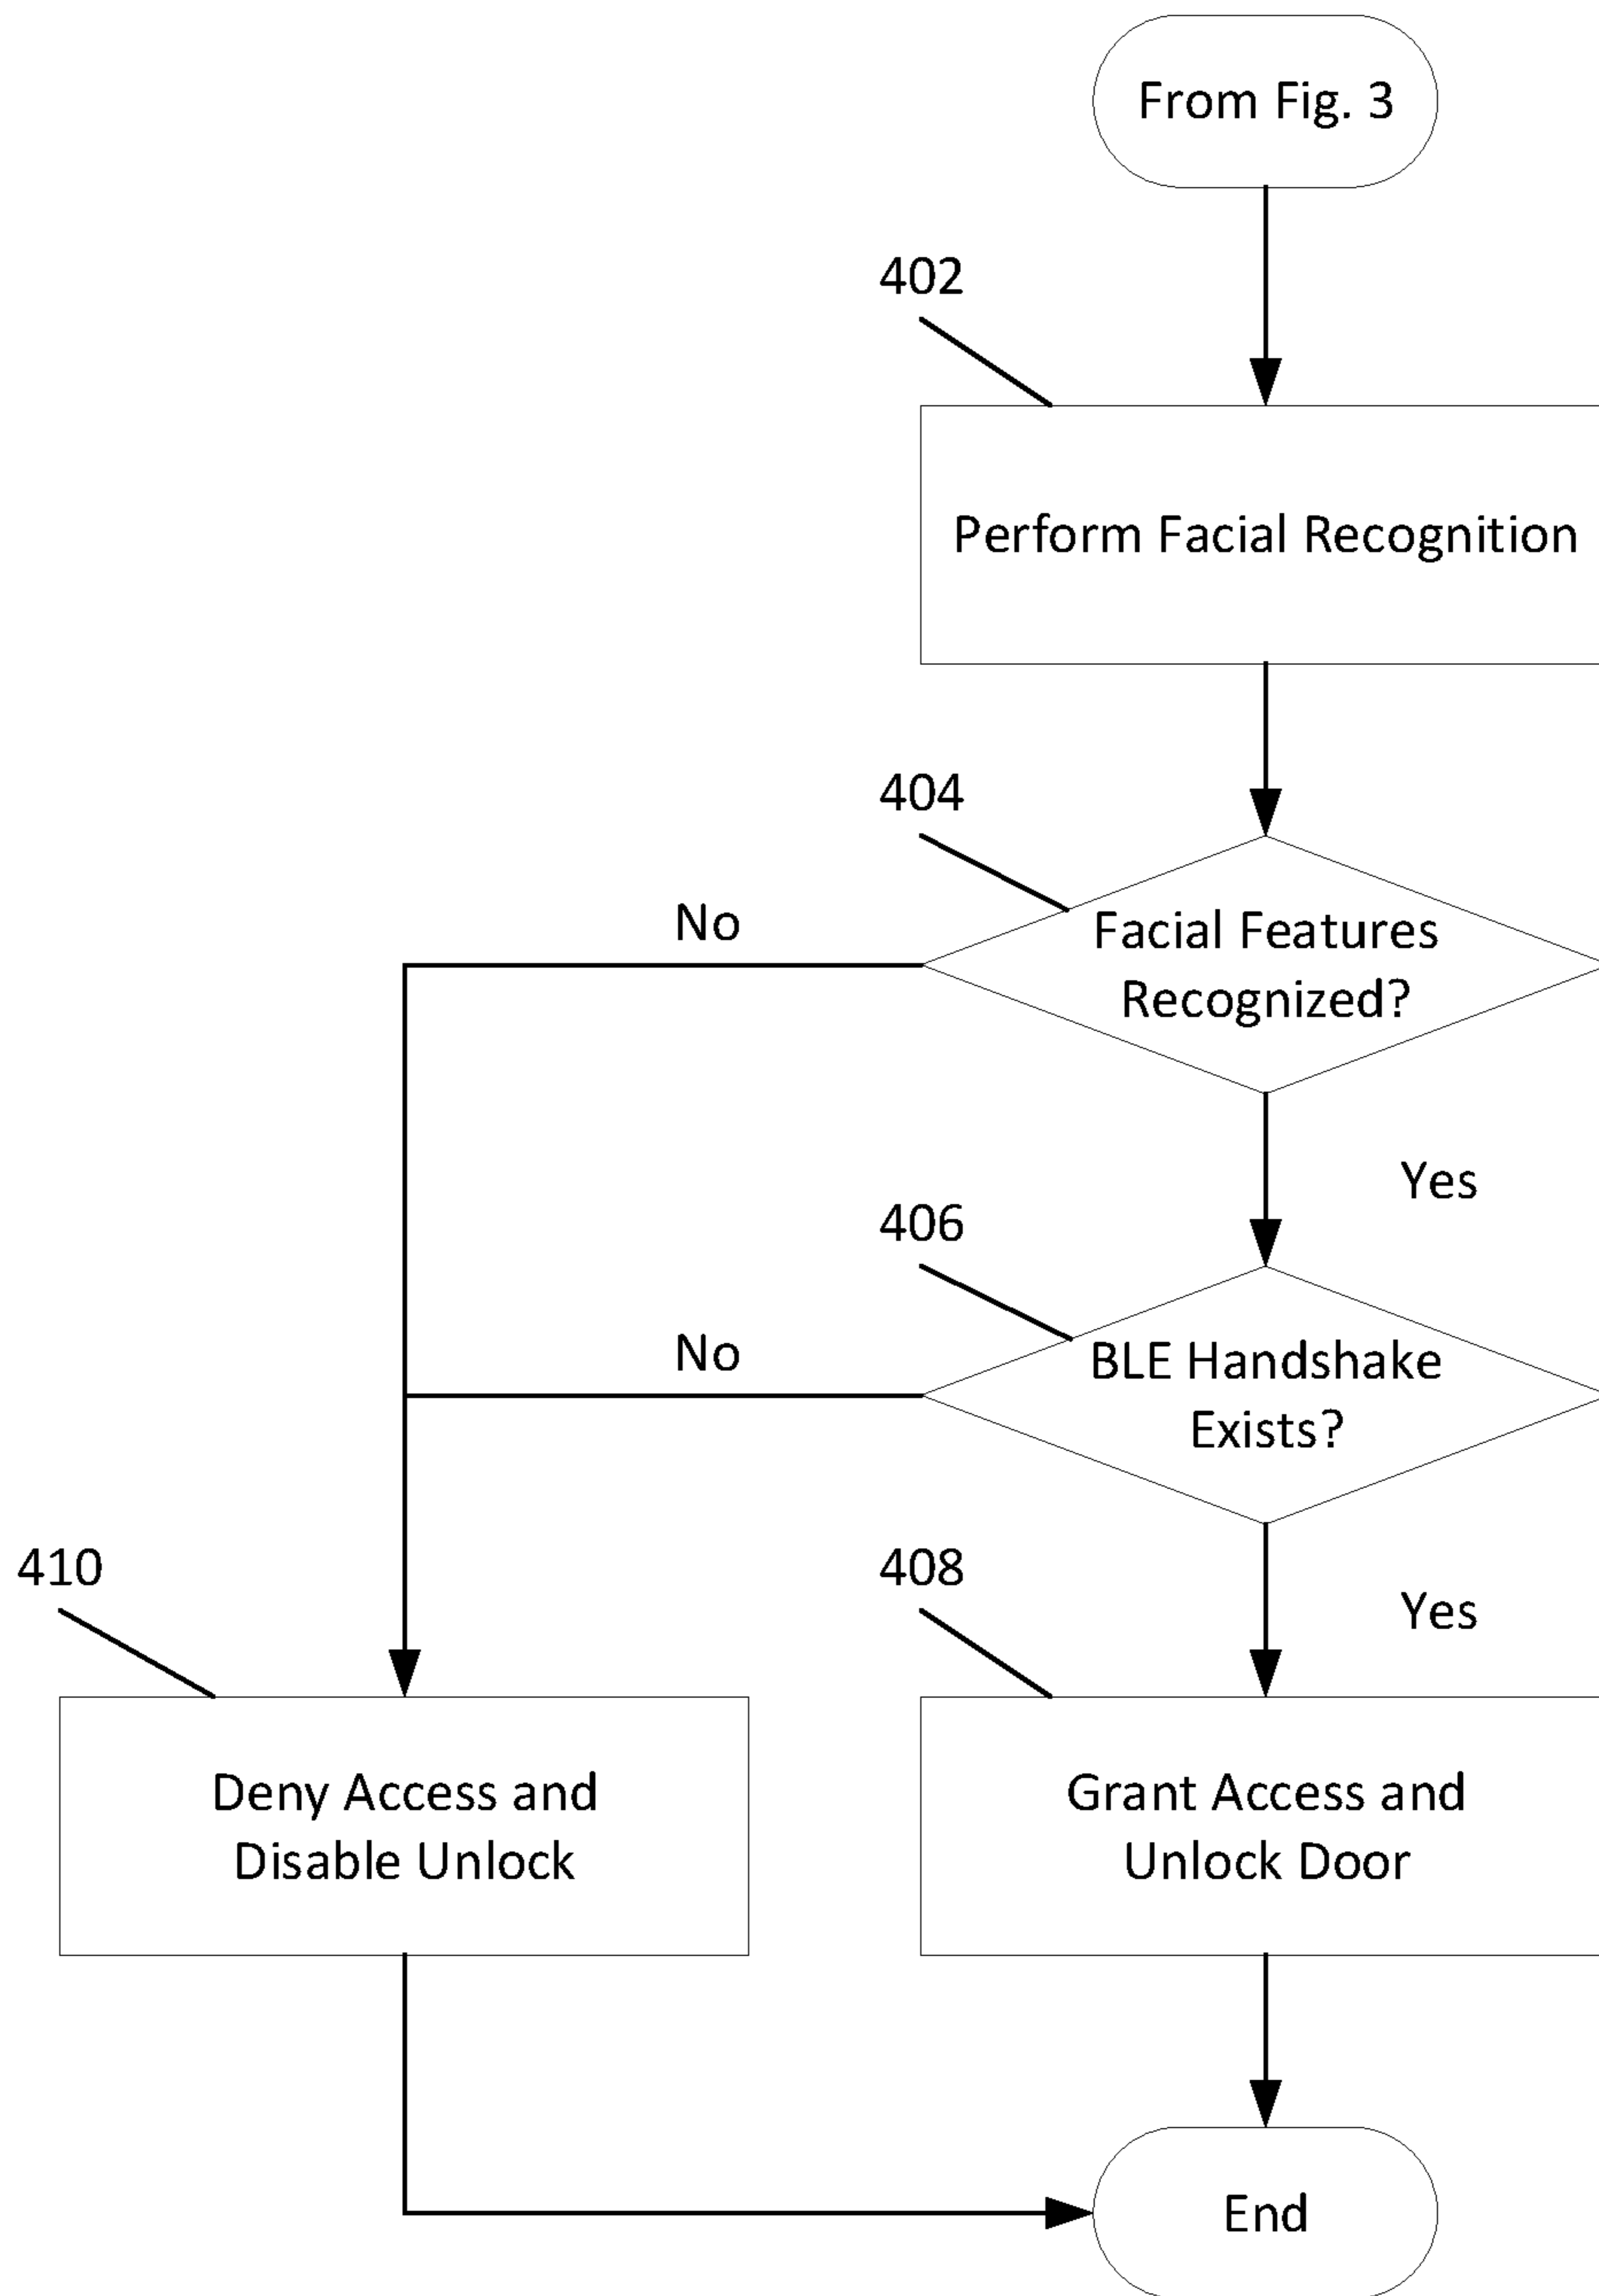 From Fig. 3
402
Perform Facial Recognition
404
Facial Features
Recognized?
No
Yes
406
BLE Handshake
Exists?
No
Yes
410
408
Deny Access and
Disable Unlock
Grant Access and
Unlock Door
End